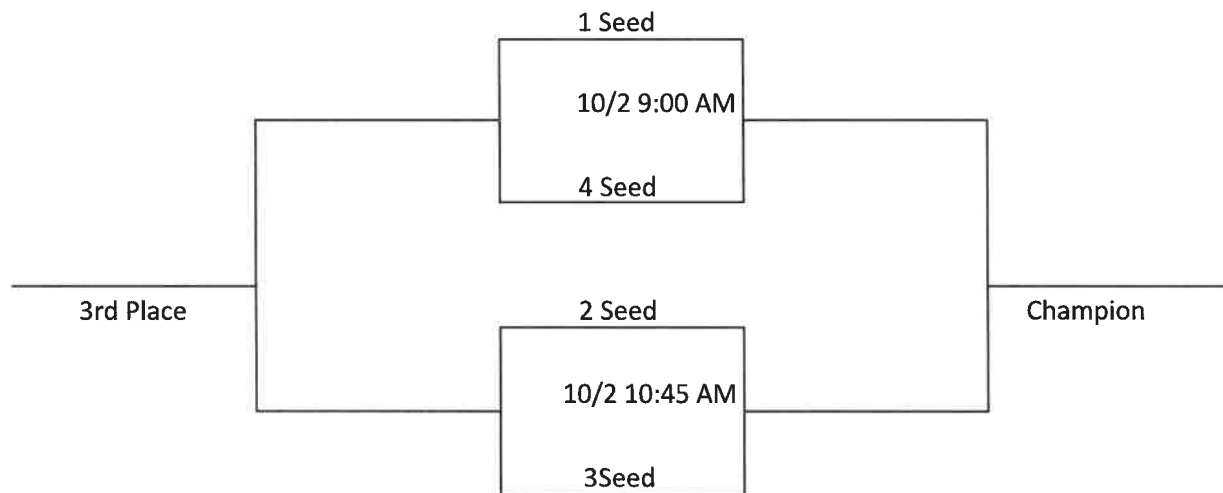 1 Seed
10/2 9:00 AM
4 Seed
3rd Place
2 Seed
Champion
10/2 10:45 AM
3Seed